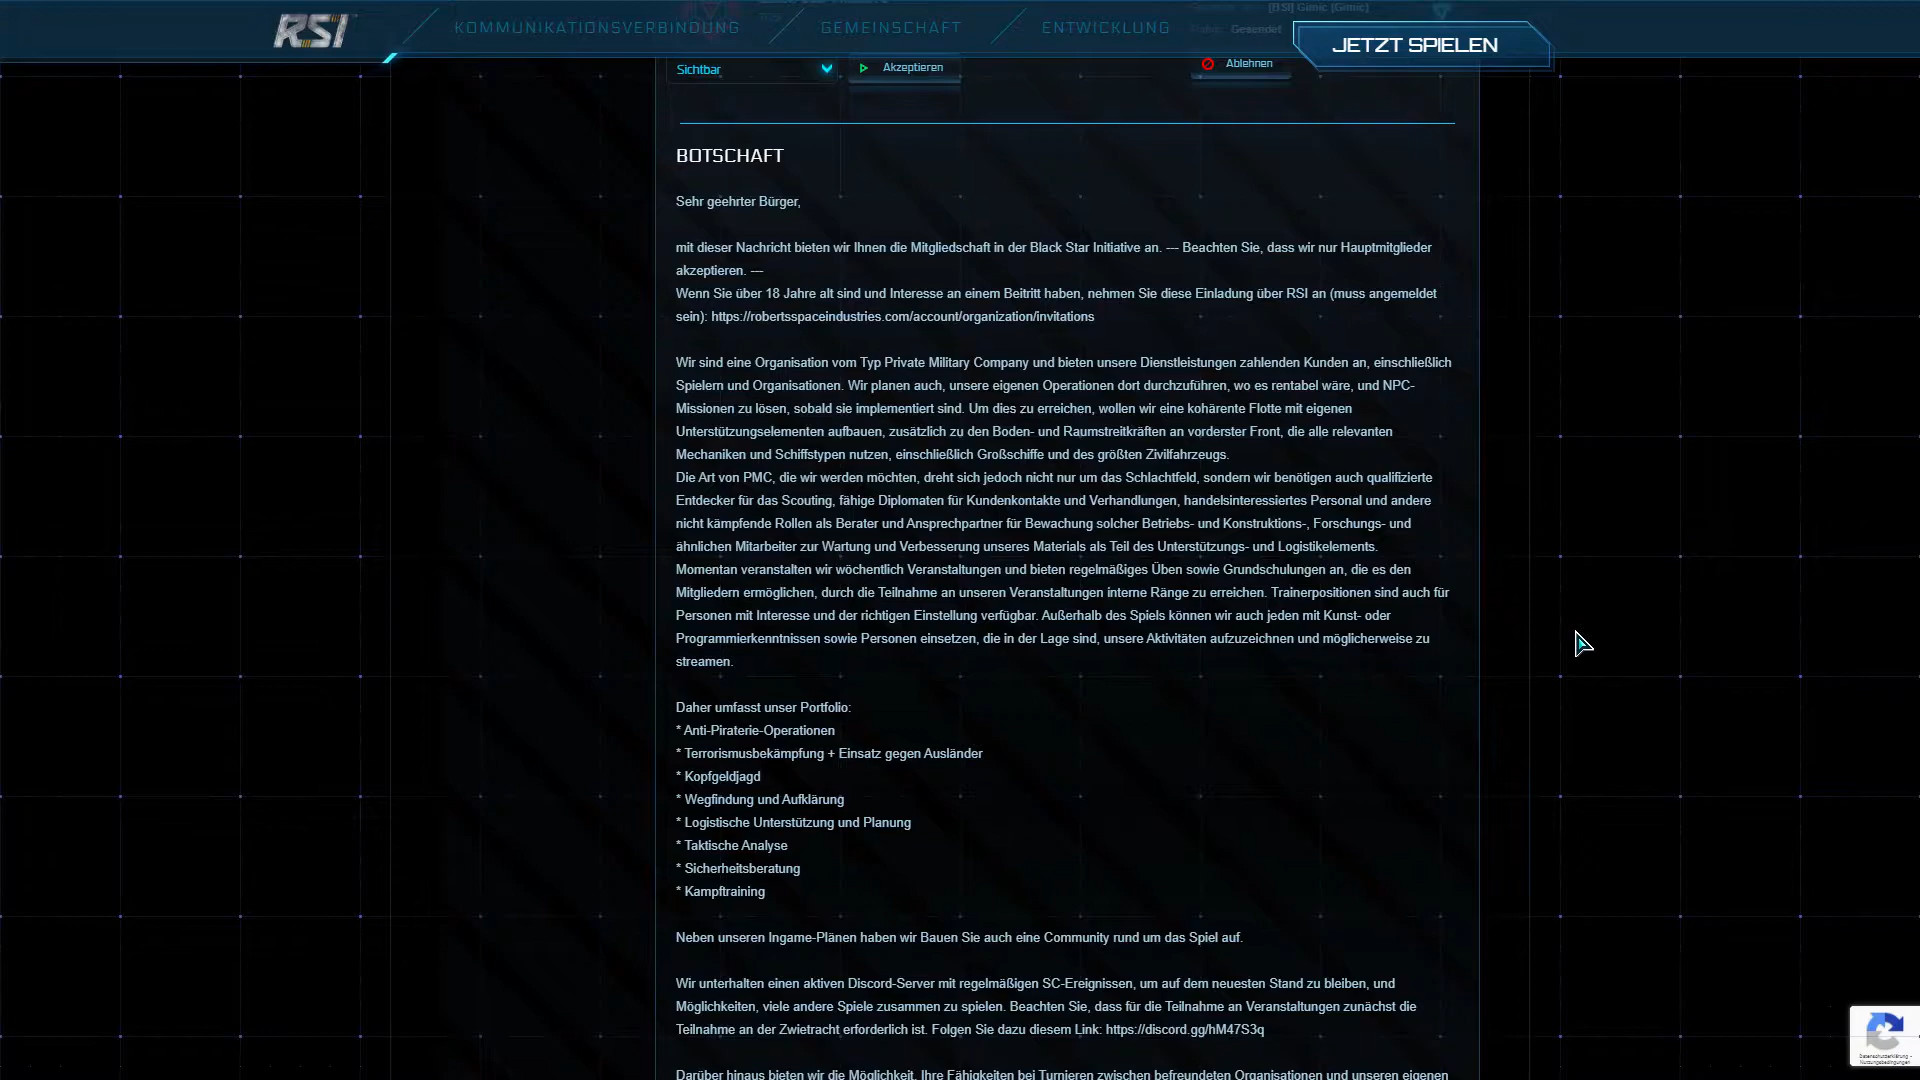 [BSI] Gimic [Gimic]
RSI
KOMMUNIKATIONSVERBINDUNG
GEMEINSCHAFT
ENTWICKLUNG
Gesendet
JETZT SPIELEN
Sichtbar
Akzeptieren
Ablehnen
BOTSCHAFT
Sehr geehrter Bürger,
mit dieser Nachricht bieten wir Ihnen die Mitgliedschaft in der Black Star Initiative an. --- Beachten Sie, dass wir nur Hauptmitglieder
akzeptieren. ---
Wenn Sie über 18 Jahre alt sind und Interesse an einem Beitritt haben, nehmen Sie diese Einladung über RSI an (muss angemeldet
sein): https://robertsspaceindustries.com/account/organization/invitations
Wir sind eine Organisation vom Typ Private Military Company und bieten unsere Dienstleistungen zahlenden Kunden an, einschließlich
Spielern und Organisationen. Wir planen auch, unsere eigenen Operationen dort durchzuführen, wo es rentabel wäre, und NPC-
Missionen zu lösen, sobald sie implementiert sind. Um dies zu erreichen, wollen wir eine kohärente Flotte mit eigenen
Unterstützungselementen aufbauen, zusätzlich zu den Boden- und Raumstreitkräften an vorderster Front, die alle relevanten
Mechaniken und Schiffstypen nutzen, einschließlich Großschiffe und des größten Zivilfahrzeugs.
Die Art von PMC, die wir werden möchten, dreht sich jedoch nicht nur um das Schlachtfeld, sondern wir benötigen auch qualifizierte
Entdecker für das Scouting, fähige Diplomaten für Kundenkontakte und Verhandlungen, handelsinteressiertes Personal und andere
nicht kämpfende Rollen als Berater und Ansprechpartner für Bewachung solcher Betriebs- und Konstruktions-, Forschungs- und
ähnlichen Mitarbeiter zur Wartung und Verbesserung unseres Materials als Teil des Unterstützungs- und Logistikelements.
Momentan veranstalten wir wöchentlich Veranstaltungen und bieten regelmäßiges Üben sowie Grundschulungen an, die es den
Mitgliedern ermöglichen, durch die Teilnahme an unseren Veranstaltungen interne Ränge zu erreichen. Trainerpositionen sind auch für
Personen mit Interesse und der richtigen Einstellung verfügbar. Außerhalb des Spiels können wir auch jeden mit Kunst- oder
Programmierkenntnissen sowie Personen einsetzen, die in der Lage sind, unsere Aktivitäten aufzuzeichnen und möglicherweise zu
streamen.
Daher umfasst unser Portfolio:
* Anti-Piraterie-Operationen
* Terrorismusbekämpfung + Einsatz gegen Ausländer
* Kopfgeldjagd
* Wegfindung und Aufklärung
* Logistische Unterstützung und Planung
* Taktische Analyse
* Sicherheitsberatung
* Kampftraining
Neben unseren Ingame-Plänen haben wir Bauen Sie auch eine Community rund um das Spiel auf.
Wir unterhalten einen aktiven Discord-Server mit regelmäßigen SC-Ereignissen, um auf dem neuesten Stand zu bleiben, und
Möglichkeiten, viele andere Spiele zusammen zu spielen. Beachten Sie, dass für die Teilnahme an Veranstaltungen zunächst die
Teilnahme an der Zwietracht erforderlich ist. Folgen Sie dazu diesem Link: https://discord.gg/hM47S3q
Datenschutzerklärung -
Nutzungsbedingungen
Darüber hinaus bieten wir die Möglichkeit, Ihre Fähigkeiten bei Turnieren zwischen befreundeten Organisationen und unseren eigenen